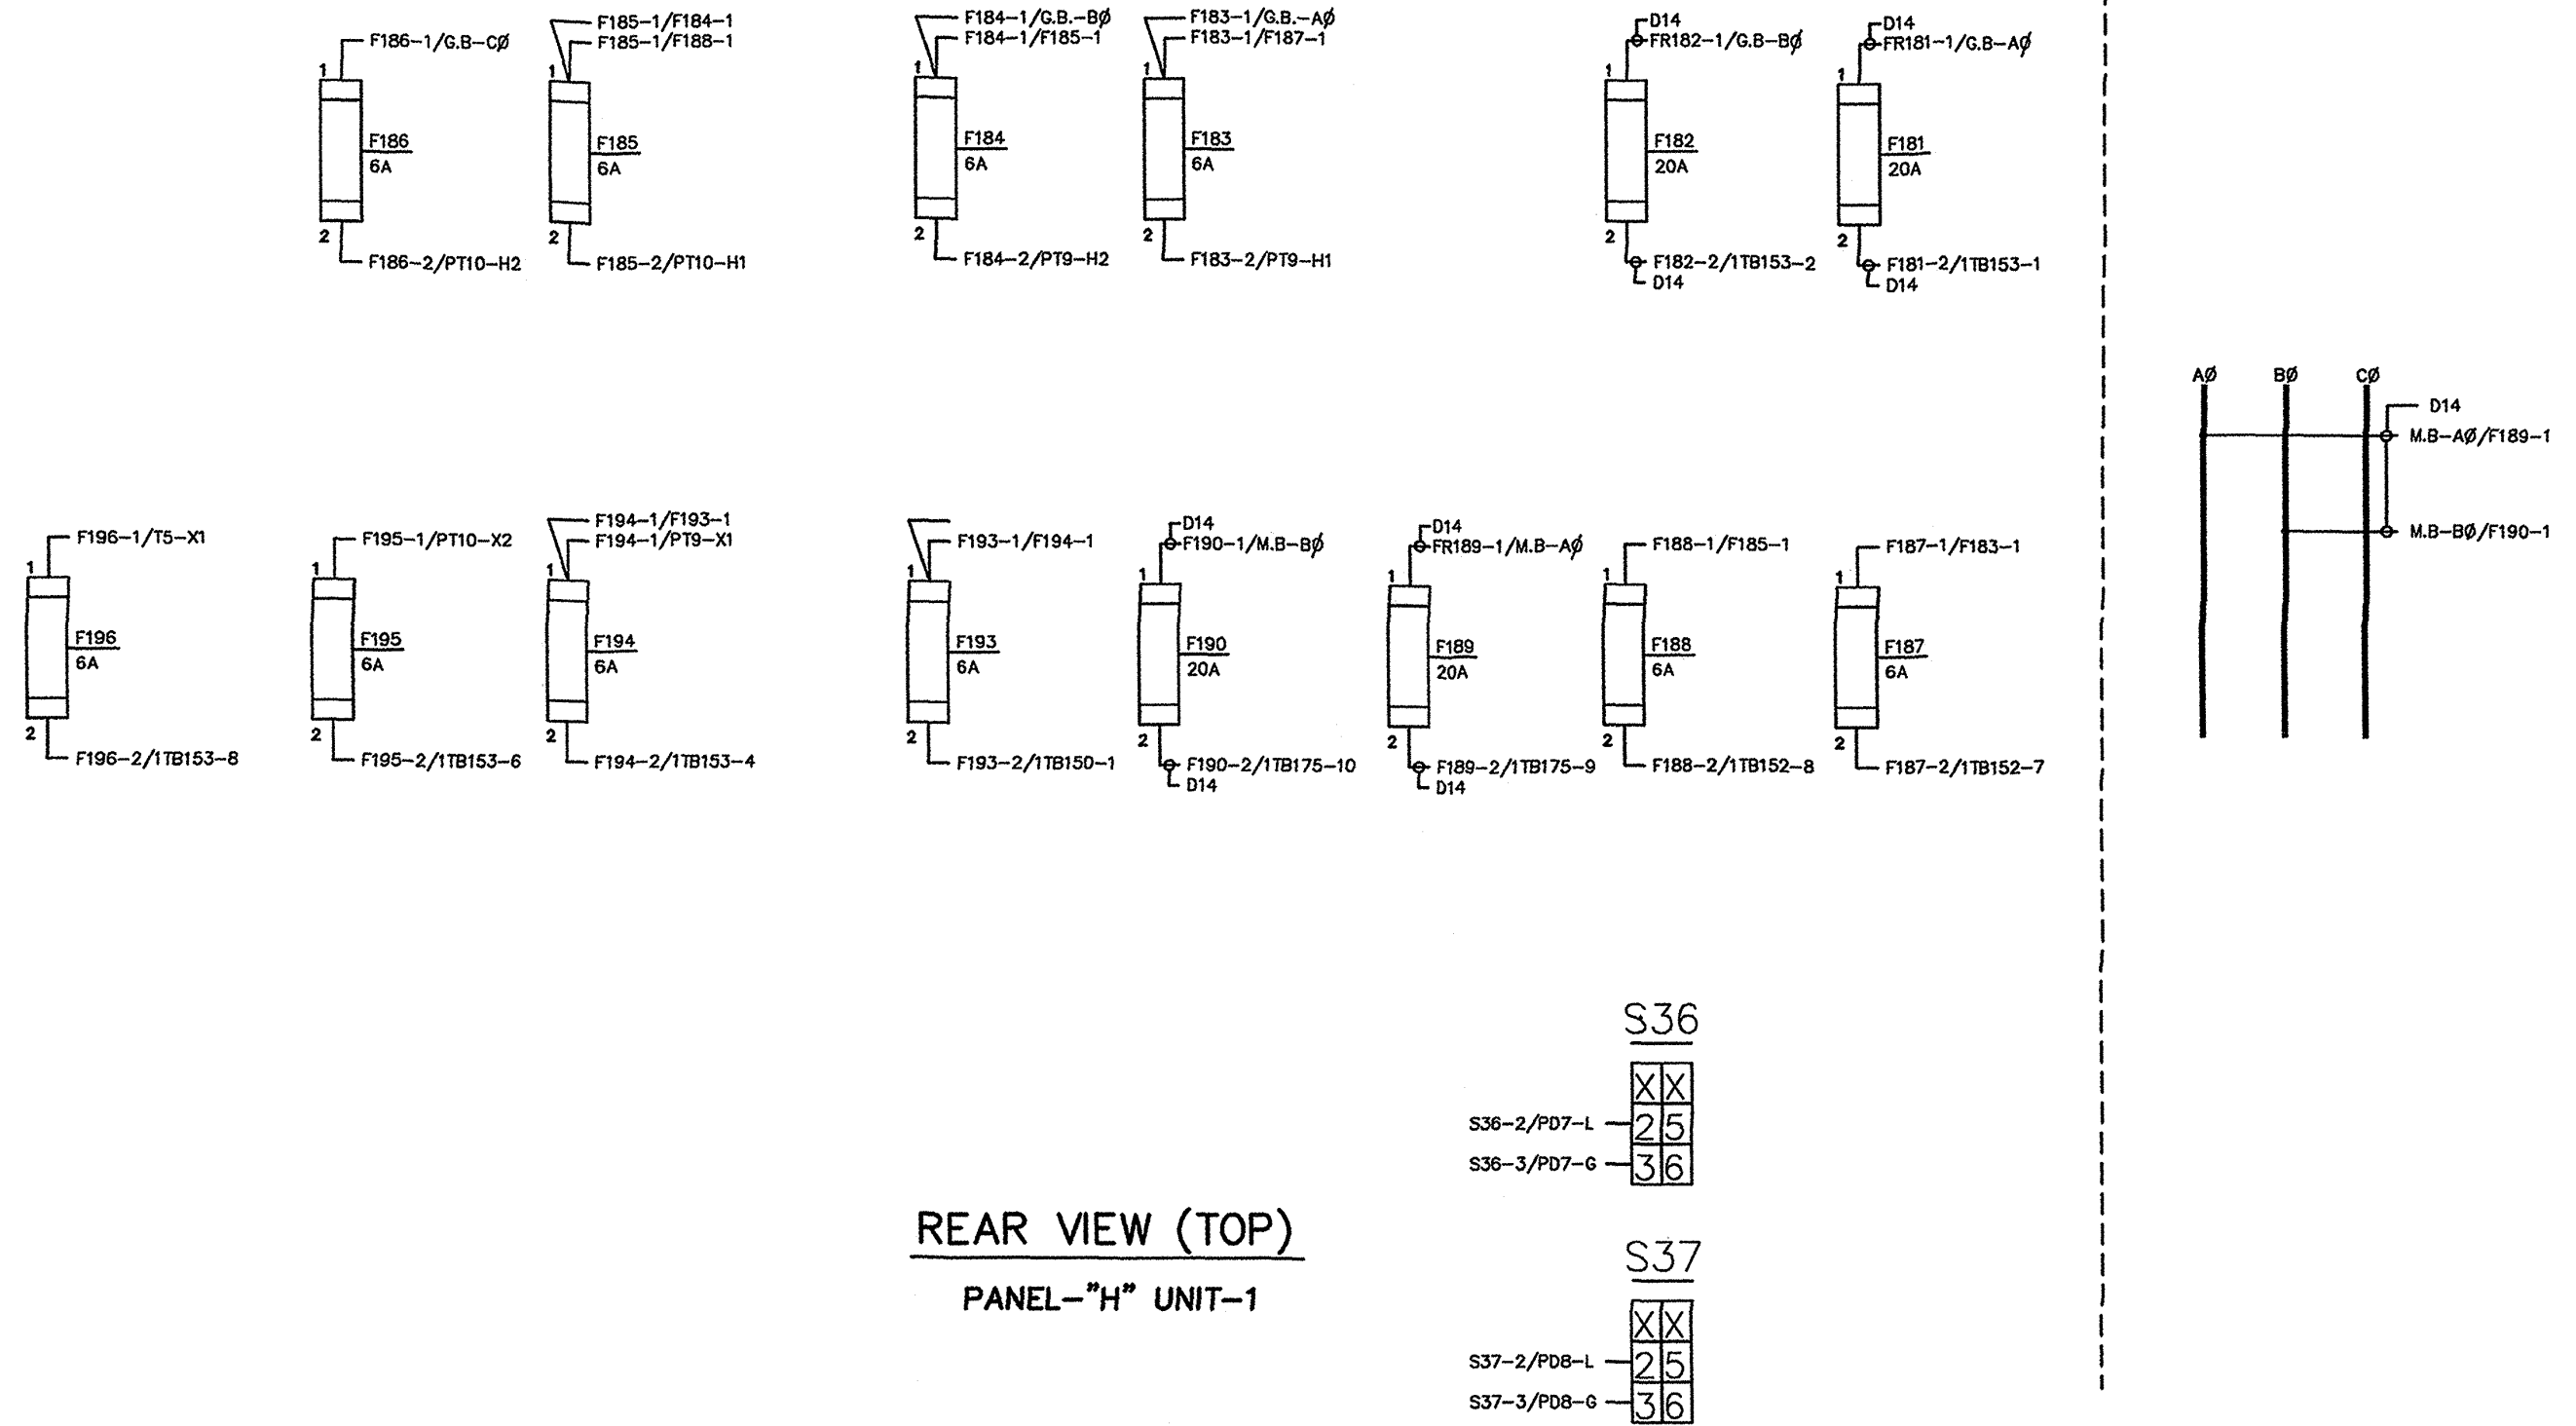 F186-1/G.B-CØ
1
F186
6A
2
F186-2/PT10-H2
F185-1/F184-1
F185-1/F188-1
1
F185
6A
2
F185-2/PT10-H1
F184-1/G.B.-BØ
F184-1/F185-1
1
F184
6A
2
F184-2/PT9-H2
F183-1/G.B.-AØ
F183-1/F187-1
1
F183
6A
2
F183-2/PT9-H1
D14
FR182-1/G.B-BØ
1
F182
20A
2
F182-2/1TB153-2
D14
D14
FR181-1/G.B-AØ
1
F181
20A
2
F181-2/1TB153-1
D14
AØ BØ CØ
D14
M.B-AØ/F189-1
M.B-BØ/F190-1
F196-1/T5-X1
1
F196
6A
2
F196-2/1TB153-8
F195-1/PT10-X2
1
F195
6A
2
F195-2/1TB153-6
F194-1/F193-1
F194-1/PT9-X1
1
F194
6A
2
F194-2/1TB153-4
F193-1/F194-1
1
F193
6A
2
F193-2/1TB150-1
D14
F190-1/M.B-BØ
1
F190
20A
2
F190-2/1TB175-10
D14
D14
FR189-1/M.B-AØ
1
F189
20A
2
F189-2/1TB175-9
D14
F188-1/F185-1
1
F188
6A
2
F188-2/1TB152-8
F187-1/F183-1
1
F187
6A
2
F187-2/1TB152-7
S36
X X
S36-2/PD7-L 2 5
S36-3/PD7-G 3 6
REAR VIEW (TOP)
PANEL-"H" UNIT-1
S37
X X
S37-2/PD8-L 2 5
S37-3/PD8-G 3 6